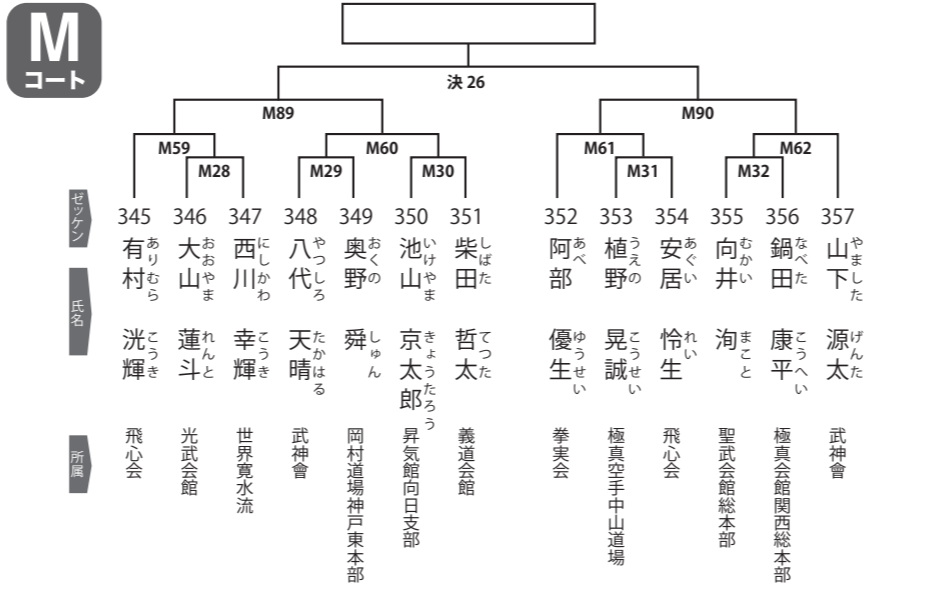 M
コート
決 26
M89
M90
M59
M60
M61
M62
M28
M29
M30
M31
M32
ゼッケン
345
346
347
348
349
350
351
352
353
354
355
356
357
氏名
有村 洸輝
ありむら こうき
大山 蓮斗
おおやま れんと
西川 幸輝
にしかわ こうき
八代 天晴
やつしろ たかはる
奥野 舜
おくの しゅん
池山 京太郎
いけやま きょうたろう
柴田 哲太
しばた てつた
阿部 優生
あべ ゆうせい
植野 晃誠
うえの こうせい
安居 怜生
あぐい れい
向井 洵
むかい まこと
鍋田 康平
なべた こうへい
山下 源太
やました げんた
所属
飛心会
光武会館
世界寛水流
武神會
岡村道場神戸東本部
昇気館向日支部
義道会館
拳実会
極真空手中山道場
飛心会
聖武会館総本部
極真会館関西総本部
武神會